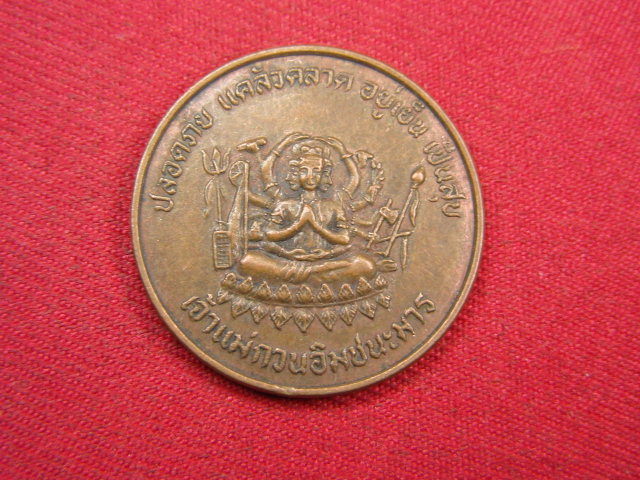 ปลอดภัย แคล้วคลาด อยู่เย็น เป็นสุข
เจ้าแม่กวนอิมชนะมาร